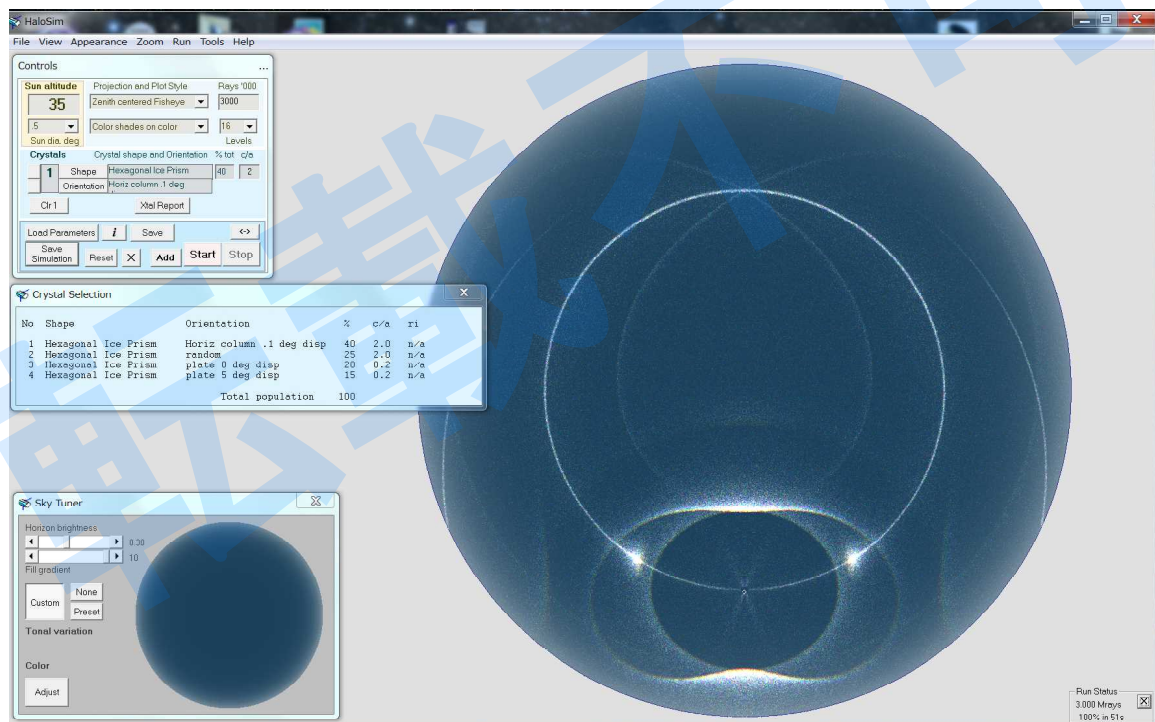 HaloSim
File View Appearance Zoom Run Tools Help
Controls ...
Sun altitude Projection and Plot Style Rays '000
35 Zenith centered Fisheye 3000
.5 Color shades on color 16
Sun dia. deg Levels
Crystals Crystal shape and Orientation % tot c/a
1 Shape Hexagonal Ice Prism 40 2
Orientation Horiz column .1 deg
Clr 1 Xtal Report
Load Parameters i Save <->
Save Simulation Reset X Add Start Stop
Crystal Selection
No Shape Orientation % c/a ri
1 Hexagonal Ice Prism Horiz column .1 deg disp 40 2.0 n/a
2 Hexagonal Ice Prism random 25 2.0 n/a
3 Hexagonal Ice Prism plate 0 deg disp 20 0.2 n/a
4 Hexagonal Ice Prism plate 5 deg disp 15 0.2 n/a
Total population 100
Sky Tuner
Horizon brightness
10
Fill gradient
None
Custom
Preset
Tonal variation
Color
Adjust
Run Status
3.000 Mrays
100% in 51s
転載不